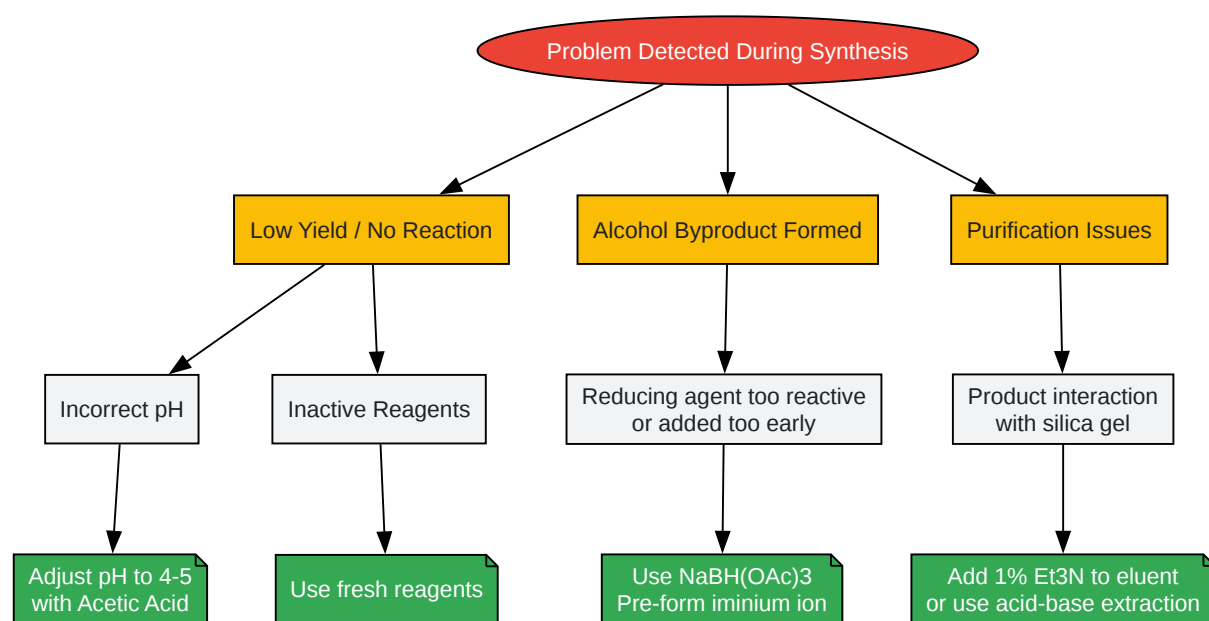 Problem Detected During Synthesis
Low Yield / No Reaction
Alcohol Byproduct Formed
Purification Issues
Incorrect pH
Inactive Reagents
Reducing agent too reactive
or added too early
Product interaction
with silica gel
Adjust pH to 4-5
with Acetic Acid
Use fresh reagents
Use NaBH(OAc)3
Pre-form iminium ion
Add 1% Et3N to eluent
or use acid-base extraction